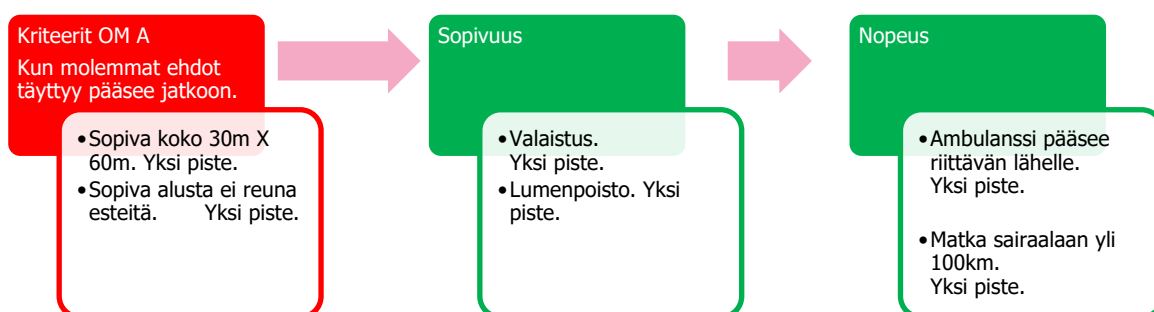 Kriteerit OM A
Kun molemmat ehdot
täyttyy pääsee jatkoon.
•Sopiva koko 30m X
60m. Yksi piste.
•Sopiva alusta ei reuna
esteitä. Yksi piste.
Sopivuus
•Valaistus.
Yksi piste.
•Lumenpoisto. Yksi
piste.
Nopeus
•Ambulanssi pääsee
riittävän lähelle.
Yksi piste.
•Matka sairaalaan yli
100km.
Yksi piste.